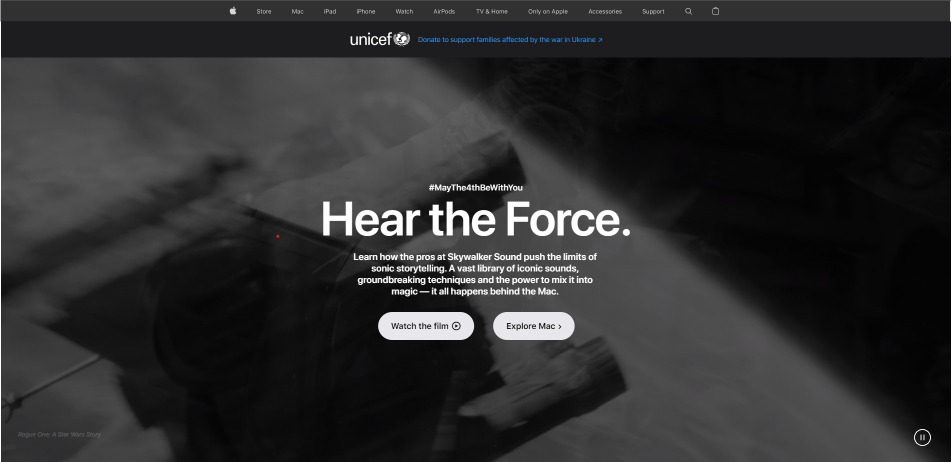 Store Mac iPad iPhone Watch AirPods TV & Home Only on Apple Accessories Support
unicef Donate to support families affected by the war in Ukraine ↗
#MayThe4thBeWithYou
Hear the Force.
Learn how the pros at Skywalker Sound push the limits of
sonic storytelling. A vast library of iconic sounds,
groundbreaking techniques and the power to mix it into
magic — it all happens behind the Mac.
Watch the film Explore Mac ›
Rogue One: A Star Wars Story